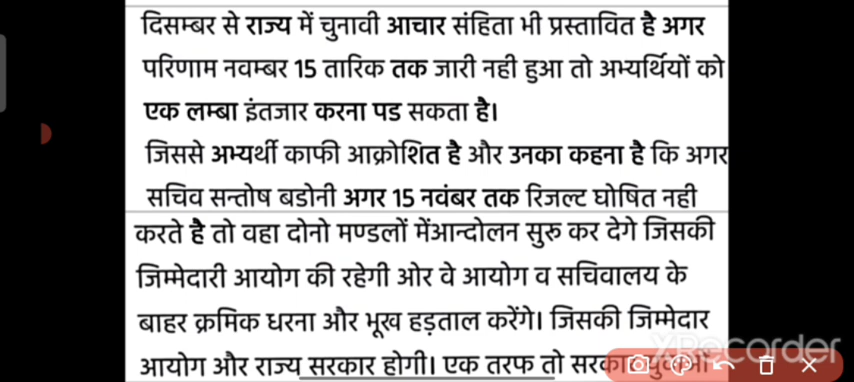 दिसम्बर से राज्य में चुनावी आचार संहिता भी प्रस्तावित है अगर
परिणाम नवम्बर 15 तारिक तक जारी नही हुआ तो अभ्यर्थियों को
एक लम्बा इंतजार करना पड सकता है।
जिससे अभ्यर्थी काफी आक्रोशित है और उनका कहना है कि अगर
सचिव सन्तोष बडोनी अगर 15 नवंबर तक रिजल्ट घोषित नही
करते है तो वहा दोनो मण्डलों मेंआन्दोलन सुरू कर देगे जिसकी
जिम्मेदारी आयोग की रहेगी ओर वे आयोग व सचिवालय के
बाहर क्रमिक धरना और भूख हड़ताल करेंगे। जिसकी जिम्मेदार
आयोग और राज्य सरकार होगी। एक तरफ तो
XRecorder